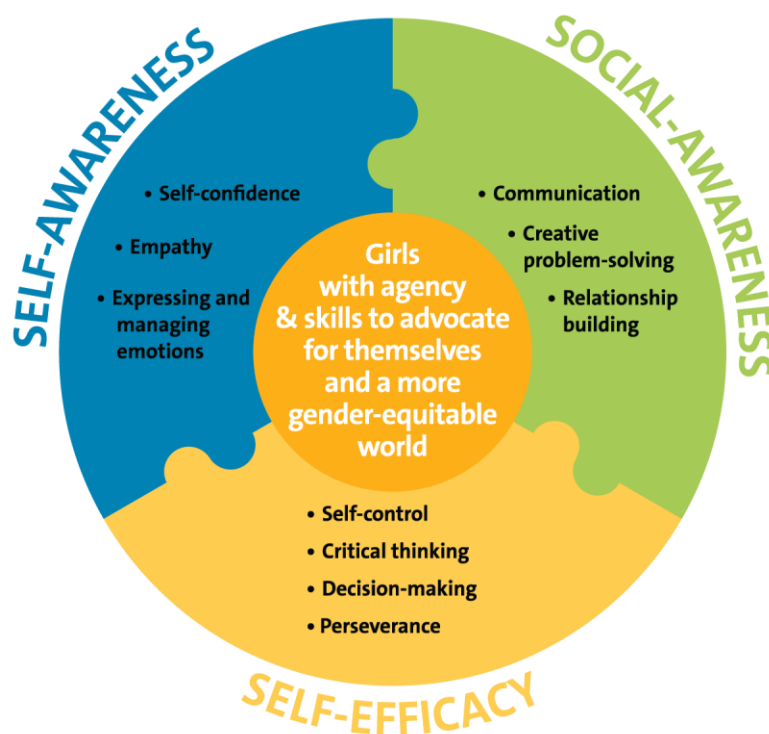 SELF-AWARENESS
• Self-confidence
• Empathy
• Expressing and
managing
emotions
SOCIAL-AWARENESS
• Communication
• Creative
problem-solving
• Relationship
building
Girls
with agency
& skills to advocate
for themselves
and a more
gender-equitable
world
• Self-control
• Critical thinking
• Decision-making
• Perseverance
SELF-EFFICACY